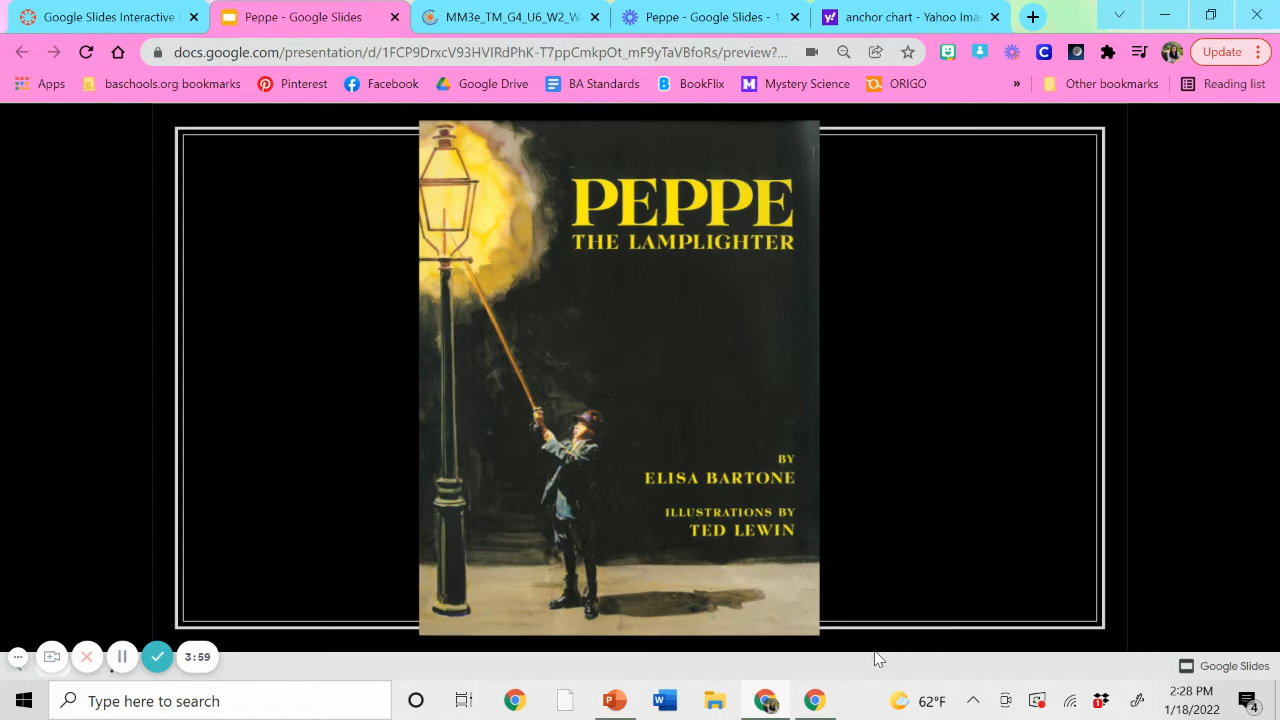 Google Slides Interactive
Peppe - Google Slides
MM3e_TM_G4_U6_W2_W
Peppe - Google Slides - 1
anchor chart - Yahoo Ima
docs.google.com/presentation/d/1FCP9DrxcV93HVIRdPhK-T7ppCmkpOt_mF9yTaVBfoRs/preview?...
Update
Apps
baschools.org bookmarks
Pinterest
Facebook
Google Drive
BA Standards
BookFlix
Mystery Science
ORIGO
»
Other bookmarks
Reading list
PEPPE
THE LAMPLIGHTER
BY
ELISA BARTONE
ILLUSTRATIONS BY
TED LEWIN
3:59
Google Slides
Type here to search
62°F
2:28 PM
1/18/2022
4